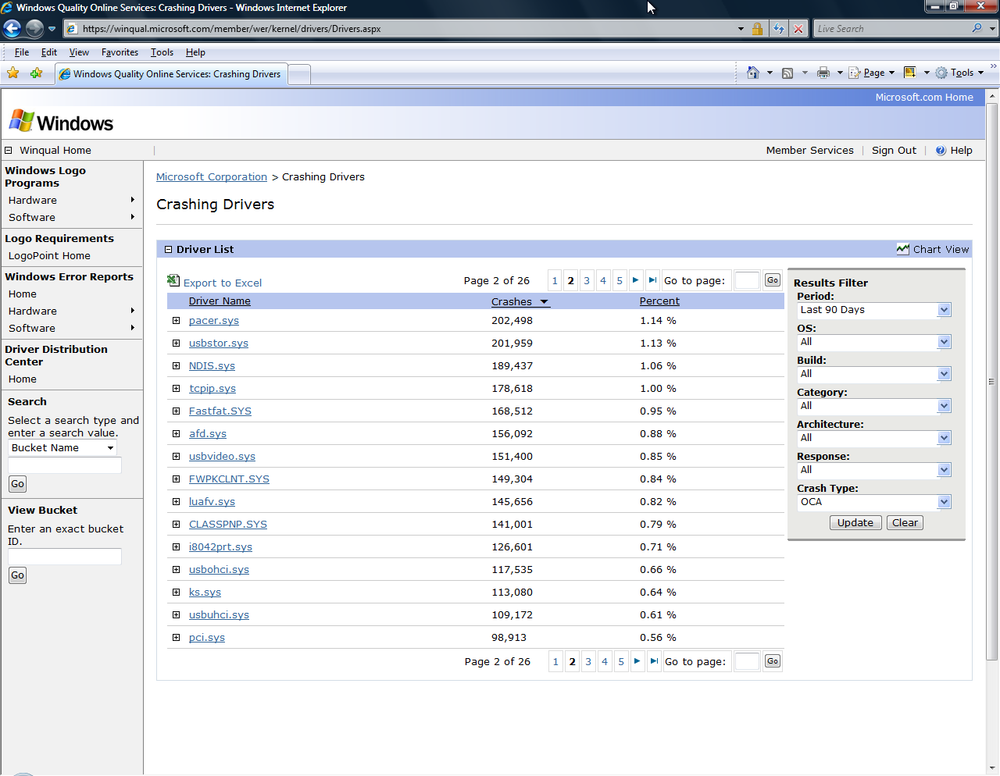 Windows Quality Online Services: Crashing Drivers - Windows Internet Explorer
https://winqual.microsoft.com/member/wer/kernel/drivers/Drivers.aspx
Live Search
File Edit View Favorites Tools Help
Windows Quality Online Services: Crashing Drivers
Page Tools
Microsoft.com Home
Windows
Winqual Home
Member Services | Sign Out | Help
Windows Logo
Programs
Hardware
Software
Logo Requirements
LogoPoint Home
Windows Error Reports
Home
Hardware
Software
Driver Distribution
Center
Home
Search
Select a search type and
enter a search value.
Bucket Name
Go
View Bucket
Enter an exact bucket
ID.
Go
Microsoft Corporation > Crashing Drivers
Crashing Drivers
Driver List
Chart View
Export to Excel
Page 2 of 26 1 2 3 4 5 Go to page: Go
Driver Name Crashes Percent
pacer.sys 202,498 1.14 %
usbstor.sys 201,959 1.13 %
NDIS.sys 189,437 1.06 %
tcpip.sys 178,618 1.00 %
Fastfat.SYS 168,512 0.95 %
afd.sys 156,092 0.88 %
usbvideo.sys 151,400 0.85 %
FWPKCLNT.SYS 149,304 0.84 %
luafv.sys 145,656 0.82 %
CLASSPNP.SYS 141,001 0.79 %
i8042prt.sys 126,601 0.71 %
usbohci.sys 117,535 0.66 %
ks.sys 113,080 0.64 %
usbuhci.sys 109,172 0.61 %
pci.sys 98,913 0.56 %
Page 2 of 26 1 2 3 4 5 Go to page: Go
Results Filter
Period:
Last 90 Days
OS:
All
Build:
All
Category:
All
Architecture:
All
Response:
All
Crash Type:
OCA
Update Clear